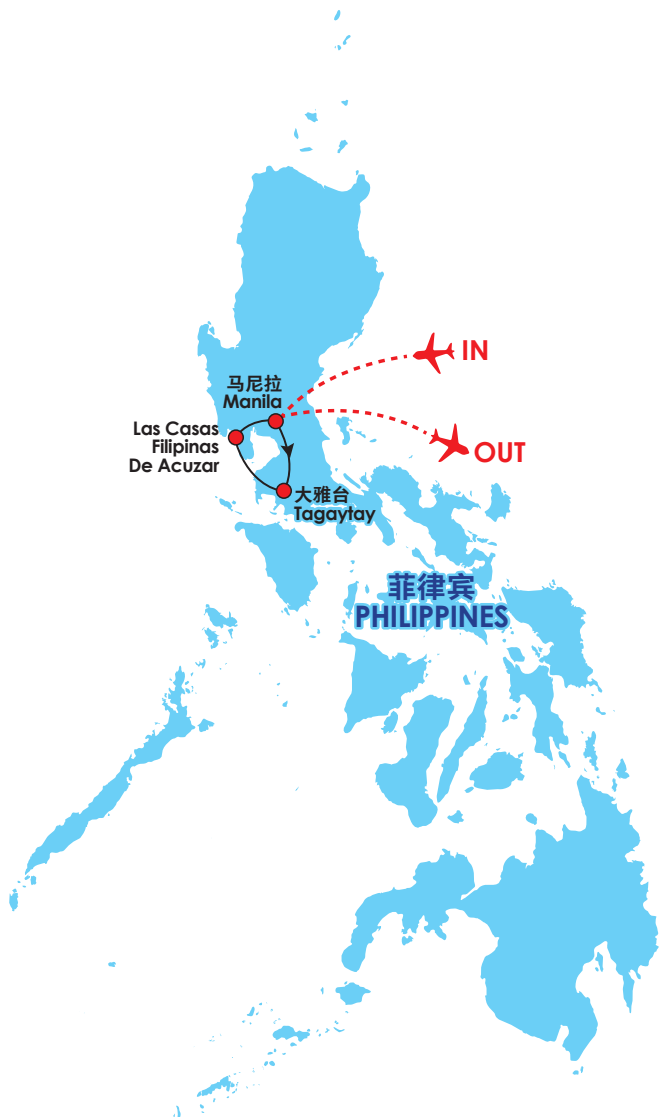 IN
马尼拉
Manila
Las Casas
Filipinas
De Acuzar
OUT
大雅台
Tagaytay
菲律宾
PHILIPPINES